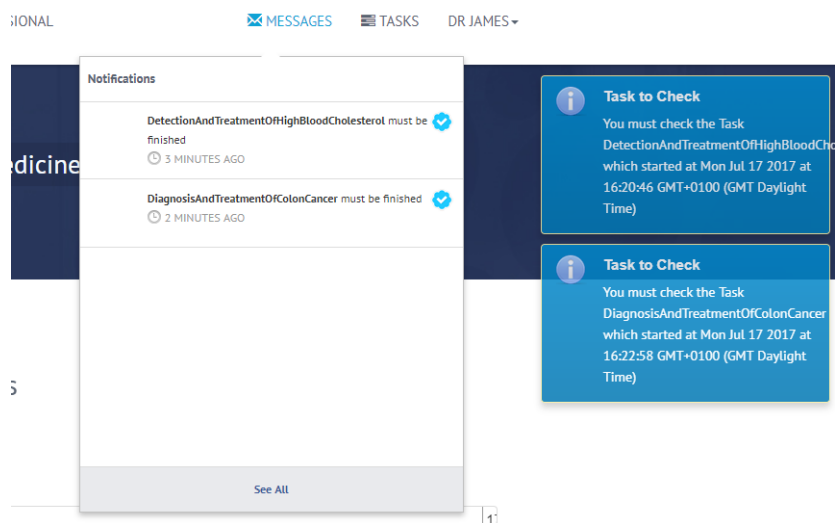 SIONAL
MESSAGES
TASKS
DR JAMES
Notifications
DetectionAndTreatmentOfHighBloodCholesterol must be
finished
3 MINUTES AGO
DiagnosisAndTreatmentOfColonCancer must be finished
2 MINUTES AGO
See All
edicine
s
Task to Check
You must check the Task
DetectionAndTreatmentOfHighBloodCho
which started at Mon Jul 17 2017 at
16:20:46 GMT+0100 (GMT Daylight
Time)
Task to Check
You must check the Task
DiagnosisAndTreatmentOfColonCancer
which started at Mon Jul 17 2017 at
16:22:58 GMT+0100 (GMT Daylight
Time)